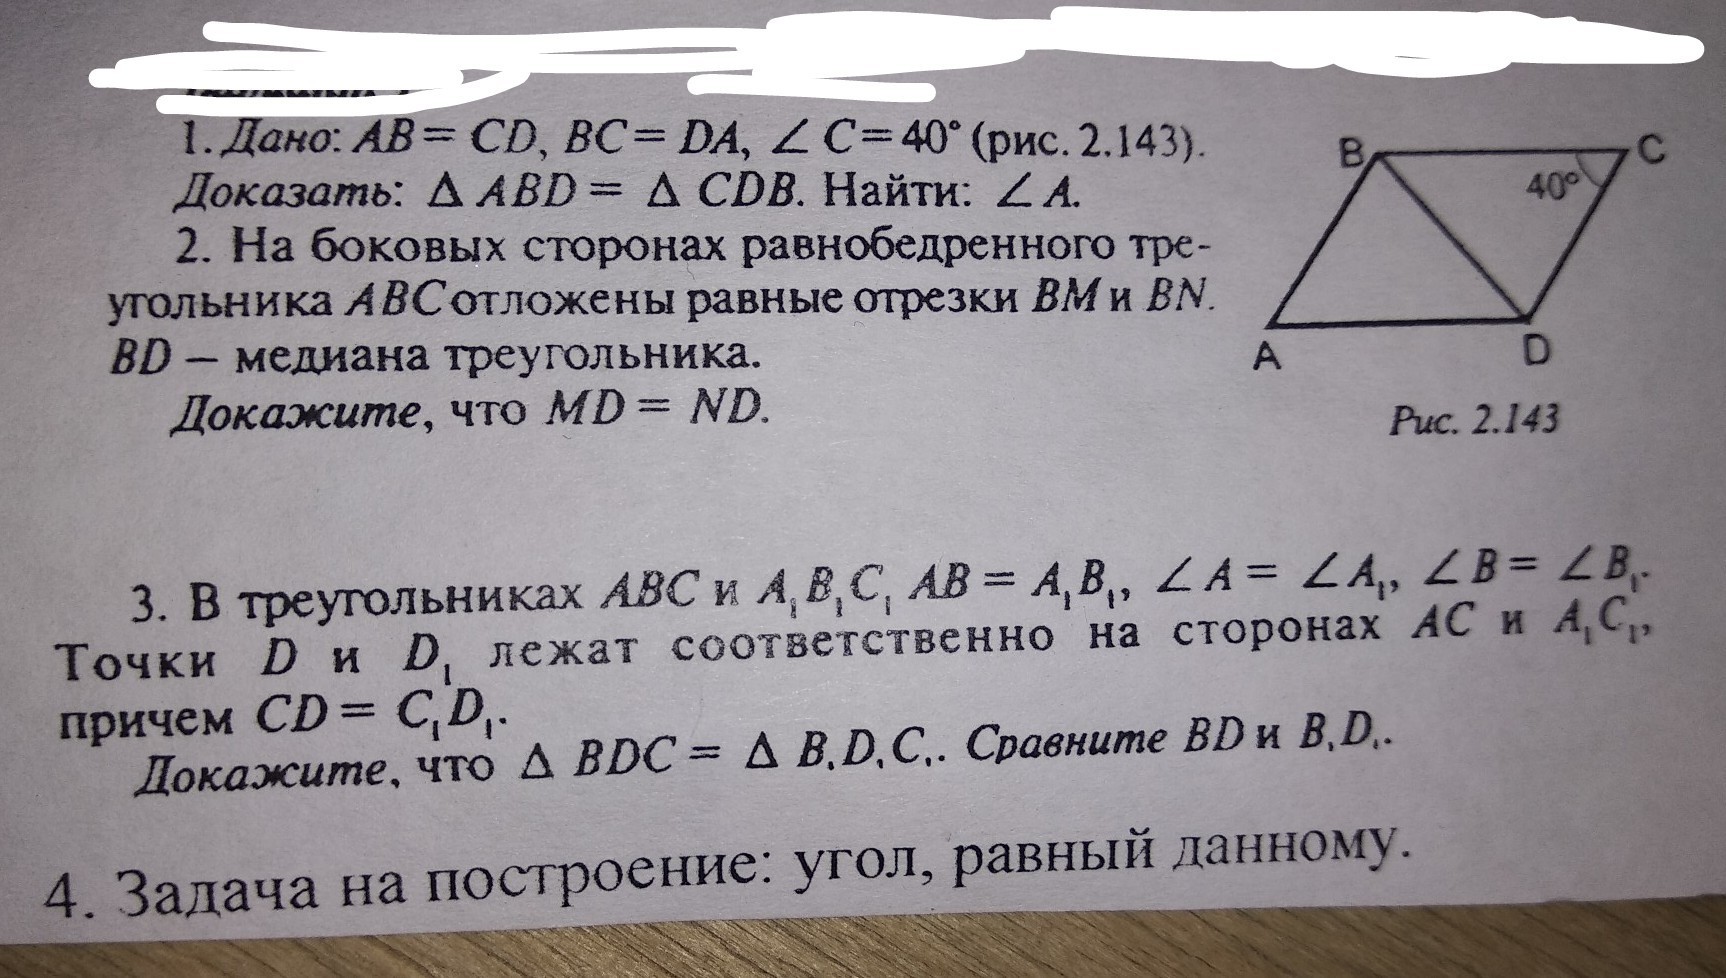 1. Дано: AB = CD, BC = DA, ∠ C = 40° (рис. 2.143).
Доказать: Δ ABD = Δ CDB. Найти: ∠ A.
2. На боковых сторонах равнобедренного тре-
угольника ABC отложены равные отрезки BM и BN.
BD – медиана треугольника.
Докажите, что MD = ND.
B
C
40°
A
D
Рис. 2.143
3. В треугольниках ABC и A₁B₁C₁ AB = A₁B₁, ∠ A = ∠ A₁, ∠ B = ∠ B₁.
Точки D и D₁ лежат соответственно на сторонах AC и A₁C₁,
причем CD = C₁D₁.
Докажите, что Δ BDC = Δ B₁D₁C₁. Сравните BD и B₁D₁.
4. Задача на построение: угол, равный данному.